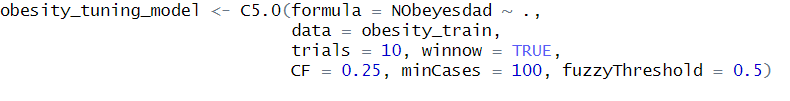 obesity_tuning_model <- C5.0(formula = NObeyesdad ~ .,
data = obesity_train,
trials = 10, winnow = TRUE,
CF = 0.25, minCases = 100, fuzzyThreshold = 0.5)